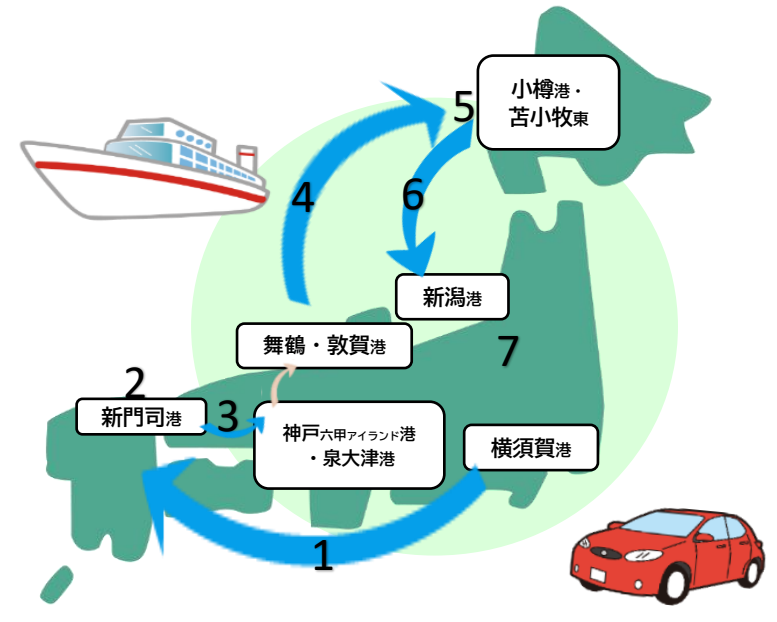 5
小樽港・
苫小牧東
4
6
新潟港
舞鶴・敦賀港
7
2
新門司港
3
神戸六甲アイランド港
・泉大津港
横須賀港
1